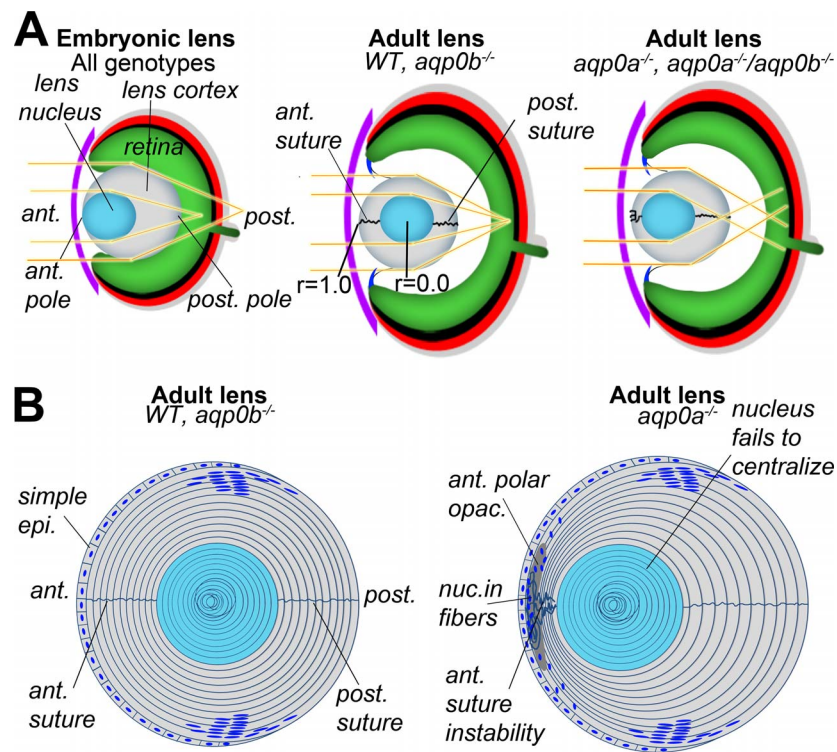 A
Embryonic lens
All genotypes
lens
nucleus
lens cortex
retina
ant.
post.
ant.
pole
post. pole
Adult lens
WT, aqp0b-/-
ant.
suture
post.
suture
r=1.0
r=0.0
Adult lens
aqp0a-/-, aqp0a-/-/aqp0b-/-
B
Adult lens
WT, aqp0b-/-
simple
epi.
ant.
post.
ant.
suture
post.
suture
Adult lens
aqp0a-/-
nucleus
fails to
centralize
ant. polar
opac.
nuc.in
fibers
ant.
suture
instability